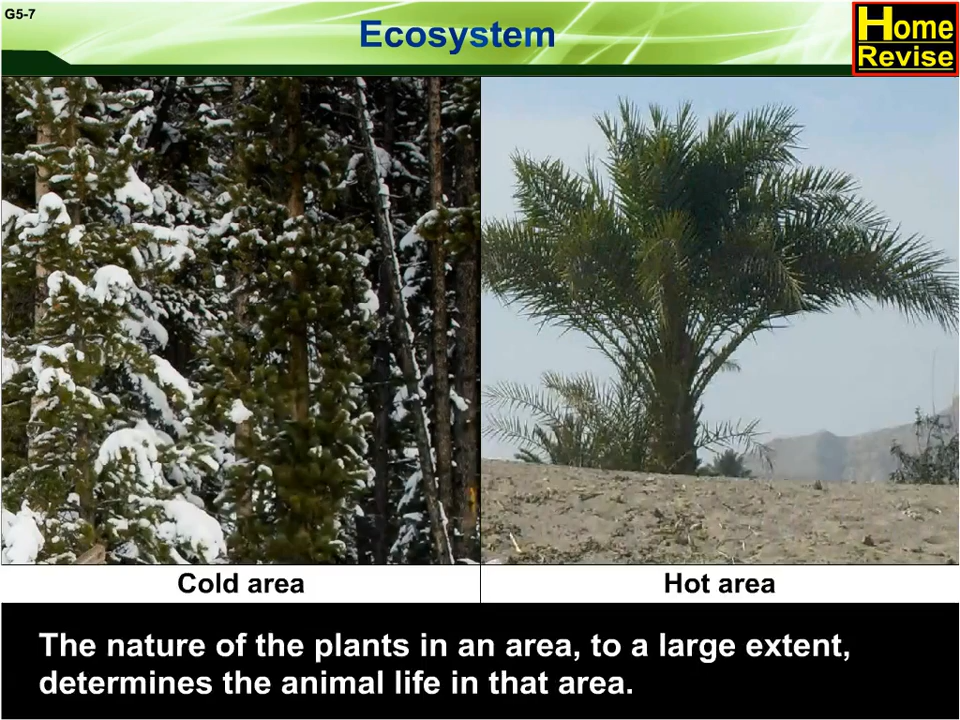 G5-7
Ecosystem
Home
Revise
Cold area
Hot area
The nature of the plants in an area, to a large extent,
determines the animal life in that area.